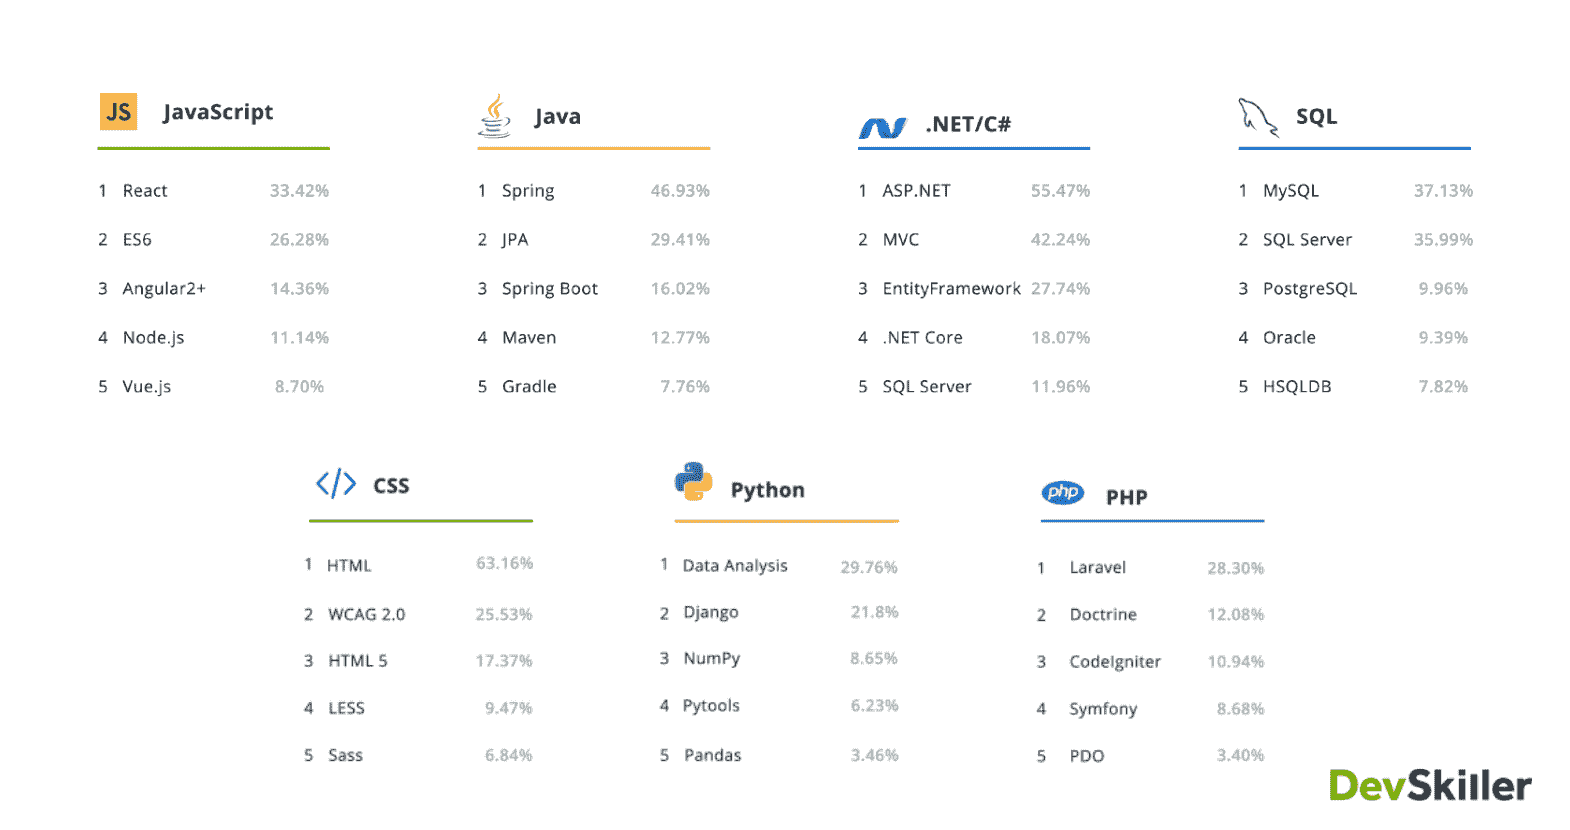 JS JavaScript
1 React 33.42%
2 ES6 26.28%
3 Angular2+ 14.36%
4 Node.js 11.14%
5 Vue.js 8.70%
Java
1 Spring 46.93%
2 JPA 29.41%
3 Spring Boot 16.02%
4 Maven 12.77%
5 Gradle 7.76%
.NET/C#
1 ASP.NET 55.47%
2 MVC 42.24%
3 EntityFramework 27.74%
4 .NET Core 18.07%
5 SQL Server 11.96%
SQL
1 MySQL 37.13%
2 SQL Server 35.99%
3 PostgreSQL 9.96%
4 Oracle 9.39%
5 HSQLDB 7.82%
</> CSS
1 HTML 63.16%
2 WCAG 2.0 25.53%
3 HTML 5 17.37%
4 LESS 9.47%
5 Sass 6.84%
Python
1 Data Analysis 29.76%
2 Django 21.8%
3 NumPy 8.65%
4 Pytools 6.23%
5 Pandas 3.46%
php PHP
1 Laravel 28.30%
2 Doctrine 12.08%
3 CodeIgniter 10.94%
4 Symfony 8.68%
5 PDO 3.40%
DevSkiller